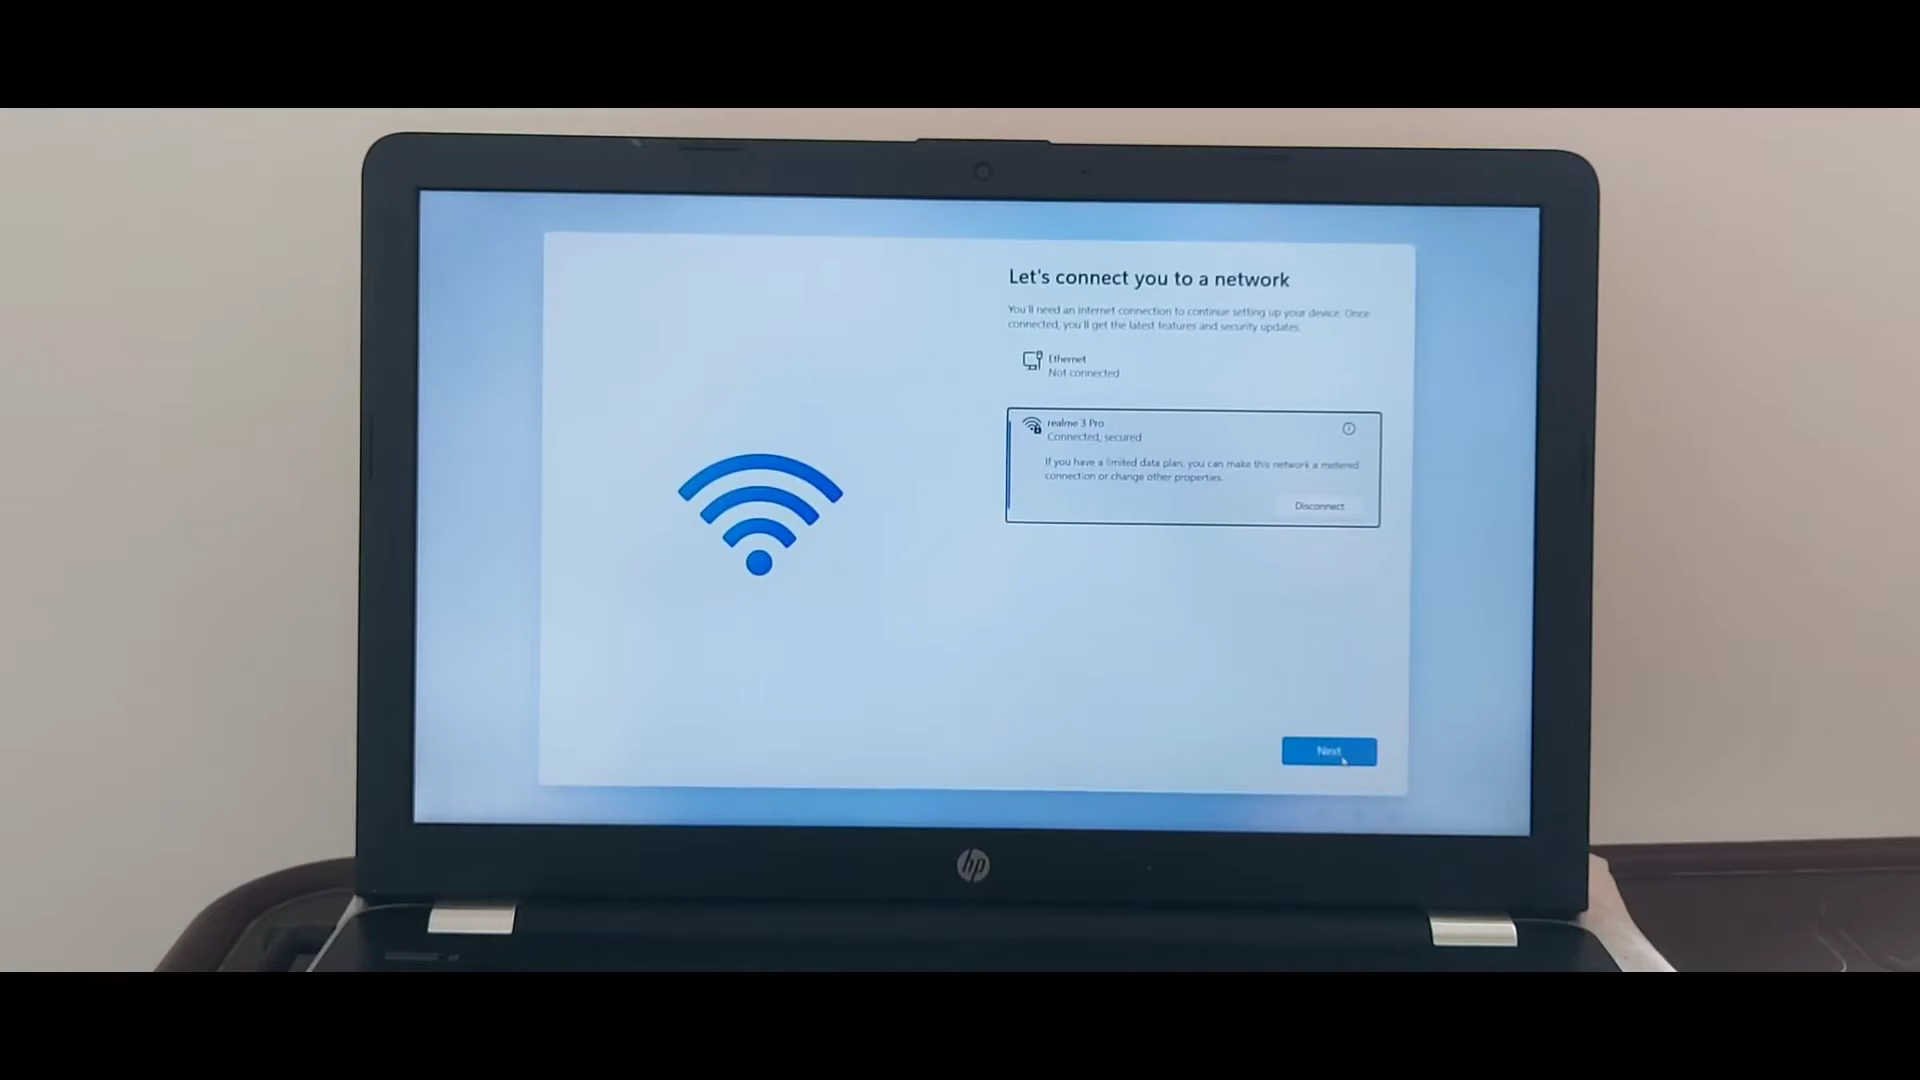 Let's connect you to a network
You'll need an internet connection to continue setting up your device. Once
connected, you'll get the latest features and security updates.
Ethernet
Not connected
realme 3 Pro
Connected, secured
If you have a limited data plan, you can make this network a metered
connection or change other properties.
Disconnect
Next
hp